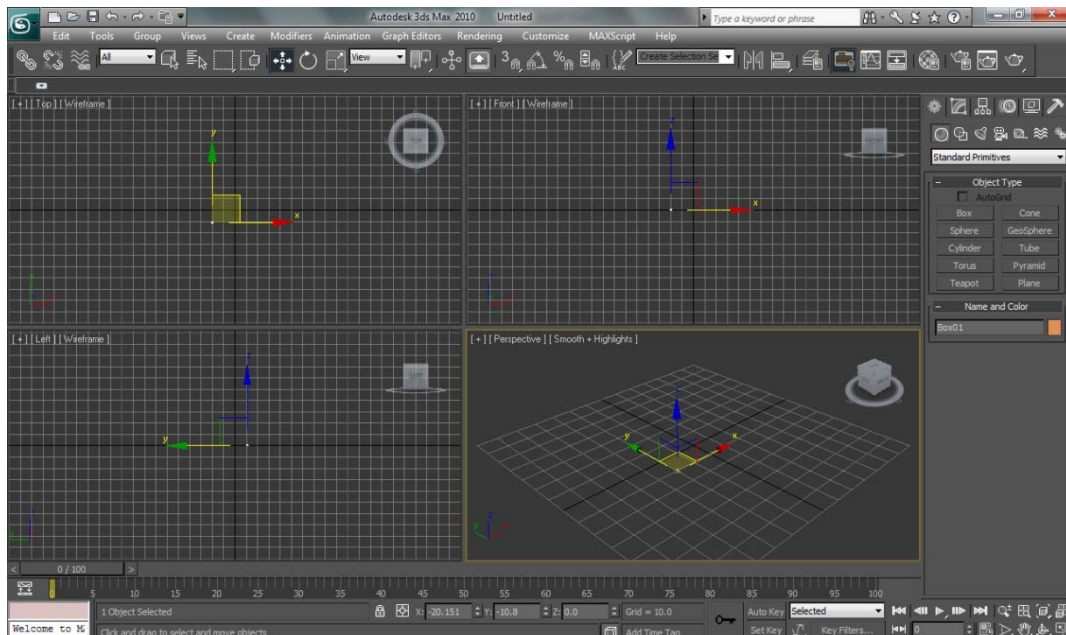 Autodesk 3ds Max 2010 Untitled
Type a keyword or phrase
Edit Tools Group Views Create Modifiers Animation Graph Editors Rendering Customize MAXScript Help
All
View
3
Create Selection Se
[ + ] [ Top ] [ Wireframe ]
[ + ] [ Front ] [ Wireframe ]
y
TOP
x
z
FRONT
x
Standard Primitives
Object Type
AutoGrid
Box Cone
Sphere GeoSphere
Cylinder Tube
Torus Pyramid
Teapot Plane
Name and Color
Box01
[ + ] [ Left ] [ Wireframe ]
[ + ] [ Perspective ] [ Smooth + Highlights ]
z
LEFT
y
y
x
z
< 0 / 100 >
0 5 10 15 20 25 30 35 40 45 50 55 60 65 70 75 80 85 90 95 100
1 Object Selected
X: -20.151 Y: -10.8 Z: 0.0 Grid = 10.0
Auto Key Selected
Welcome to M
Click and drag to select and move objects
Add Time Tag
Set Key Key Filters...
0